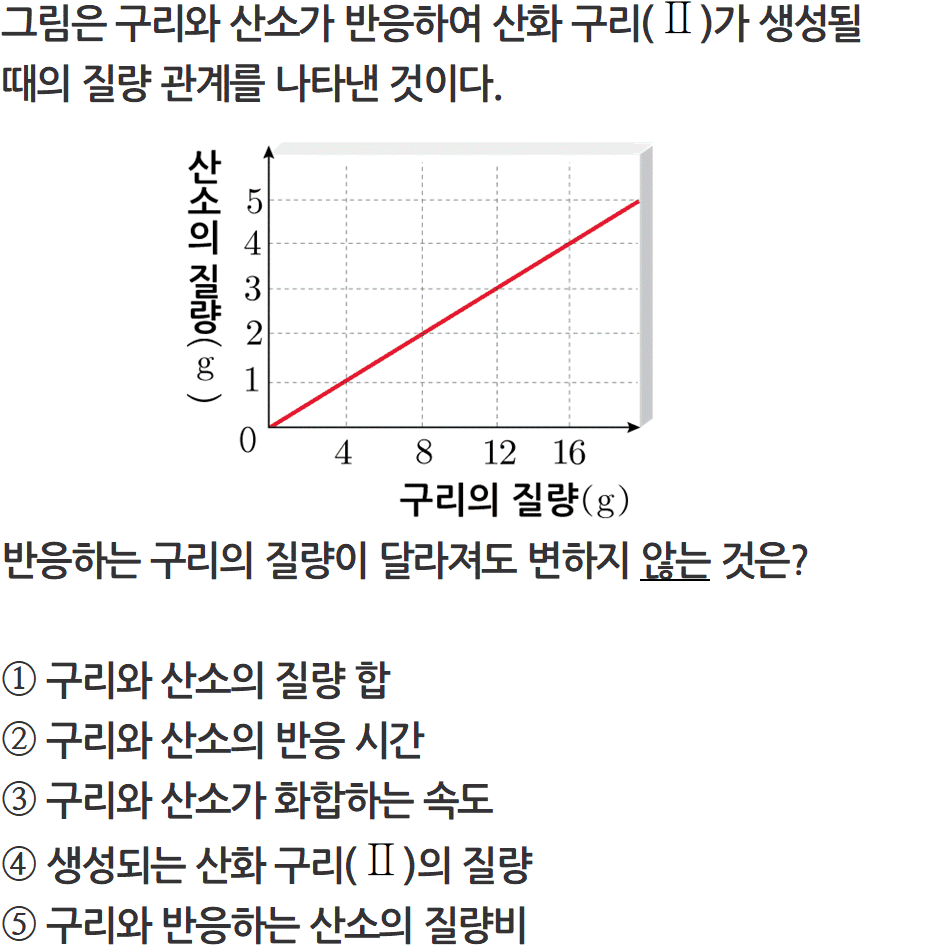 그림은 구리와 산소가 반응하여 산화 구리(Ⅱ)가 생성될
때의 질량 관계를 나타낸 것이다.
산소의 질량(g)
5
4
3
2
1
0
4 8 12 16
구리의 질량(g)
반응하는 구리의 질량이 달라져도 변하지 않는 것은?
① 구리와 산소의 질량 합
② 구리와 산소의 반응 시간
③ 구리와 산소가 화합하는 속도
④ 생성되는 산화 구리(Ⅱ)의 질량
⑤ 구리와 반응하는 산소의 질량비